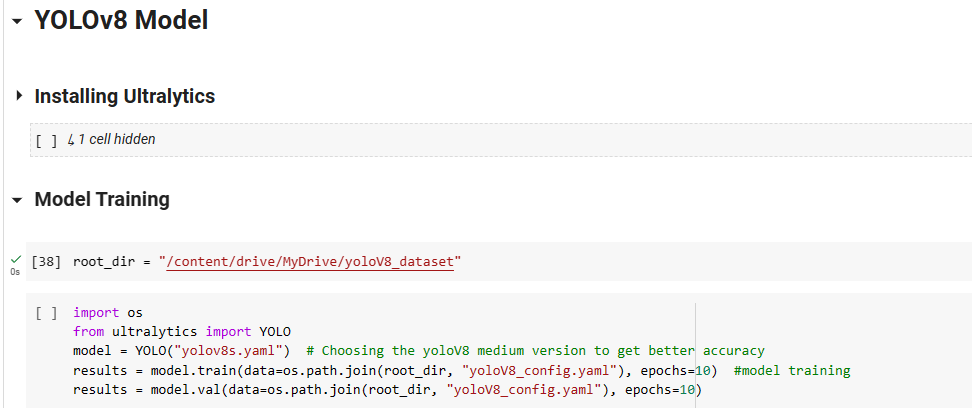 YOLOv8 Model
Installing Ultralytics
[ ] ↳ 1 cell hidden
Model Training
[38] root_dir = "/content/drive/MyDrive/yoloV8_dataset"
0s
[ ] import os
from ultralytics import YOLO
model = YOLO("yolov8s.yaml")  # Choosing the yoloV8 medium version to get better accuracy
results = model.train(data=os.path.join(root_dir, "yoloV8_config.yaml"), epochs=10)  #model training
results = model.val(data=os.path.join(root_dir, "yoloV8_config.yaml"), epochs=10)